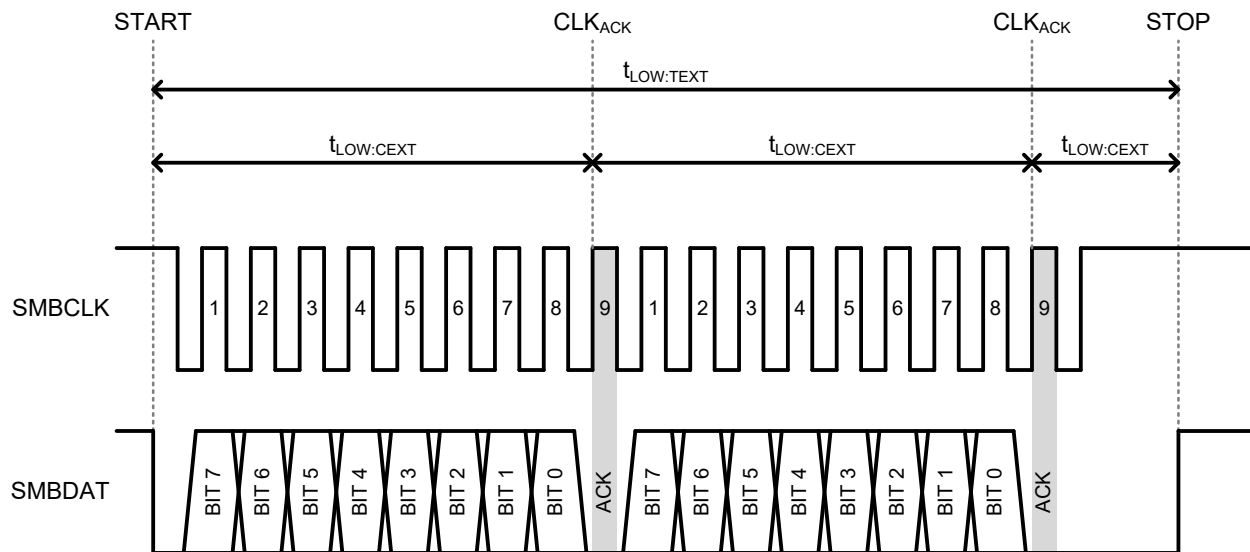 START CLKACK CLKACK STOP
tLOW:TEXT
tLOW:CEXT tLOW:CEXT tLOW:CEXT
SMBCLK 1 2 3 4 5 6 7 8 9 1 2 3 4 5 6 7 8 9
SMBDAT BIT 7 BIT 6 BIT 5 BIT 4 BIT 3 BIT 2 BIT 1 BIT 0 ACK BIT 7 BIT 6 BIT 5 BIT 4 BIT 3 BIT 2 BIT 1 BIT 0 ACK